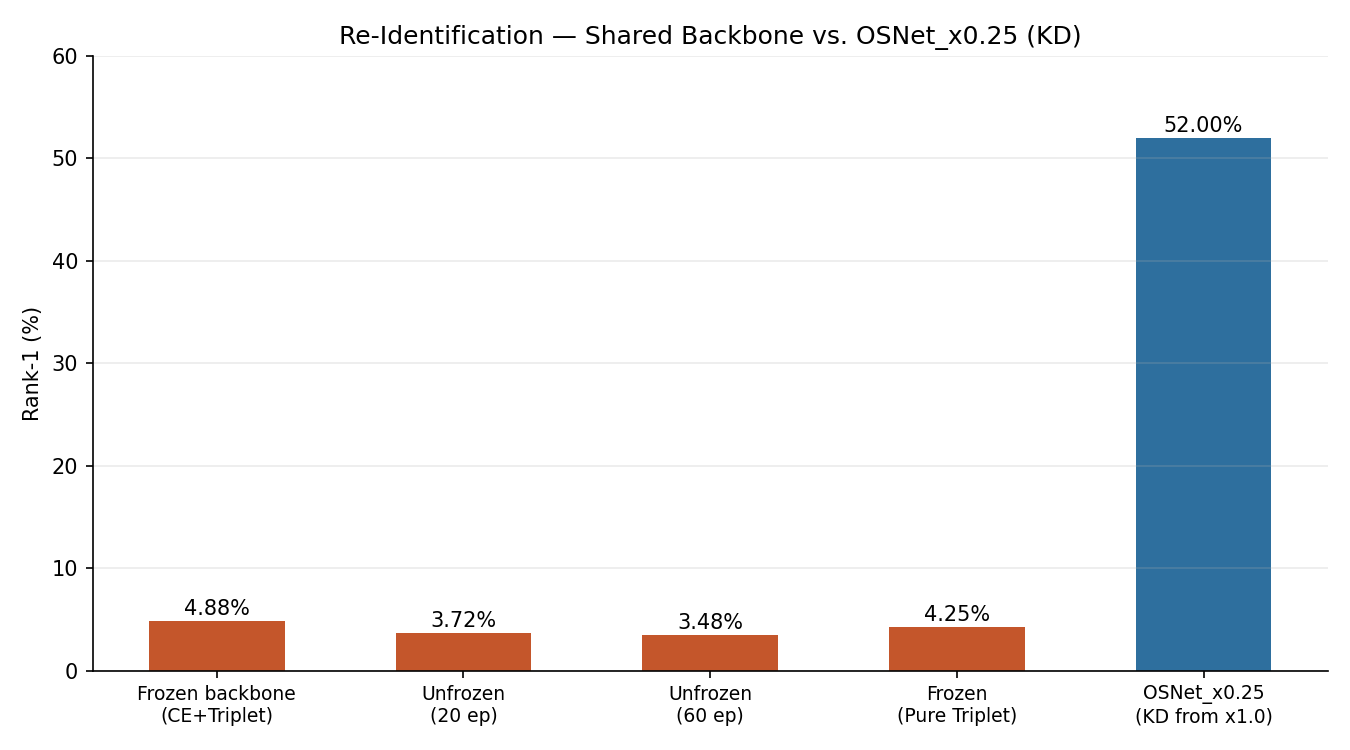 Re-Identification — Shared Backbone vs. OSNet_x0.25 (KD)
60
50
40
30
20
10
0
Rank-1 (%)
4.88%
3.72%
3.48%
4.25%
52.00%
Frozen backbone
(CE+Triplet)
Unfrozen
(20 ep)
Unfrozen
(60 ep)
Frozen
(Pure Triplet)
OSNet_x0.25
(KD from x1.0)